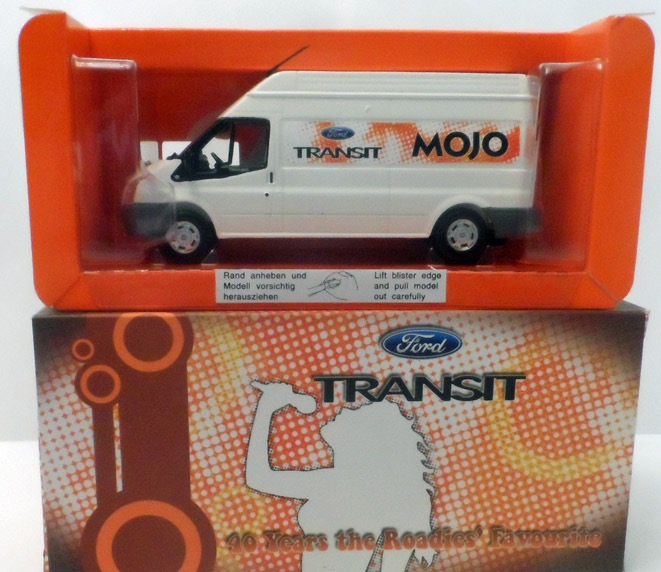 Ford
TRANSIT MOJO
Rand anheben und
Modell vorsichtig
herausziehen
Lift blister edge
and pull model
out carefully
Ford
TRANSIT
40 Years the Roadies' Favourite